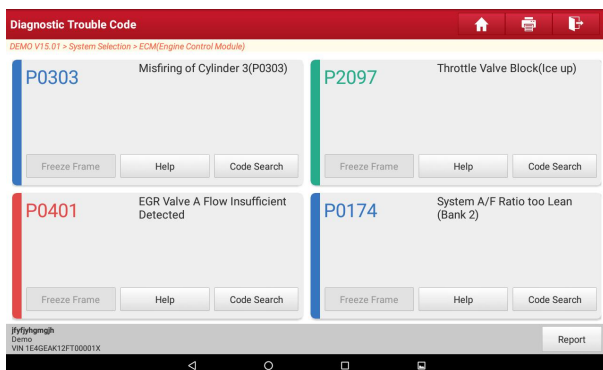 Diagnostic Trouble Code
DEMO V15.01 > System Selection > ECM(Engine Control Module)
P0303
Misfiring of Cylinder 3(P0303)
Freeze Frame
Help
Code Search
P2097
Throttle Valve Block(Ice up)
Freeze Frame
Help
Code Search
P0401
EGR Valve A Flow Insufficient
Detected
Freeze Frame
Help
Code Search
P0174
System A/F Ratio too Lean
(Bank 2)
Freeze Frame
Help
Code Search
jfyfjyhgmgjh
Demo
VIN 1E4GEAK12FT00001X
Report